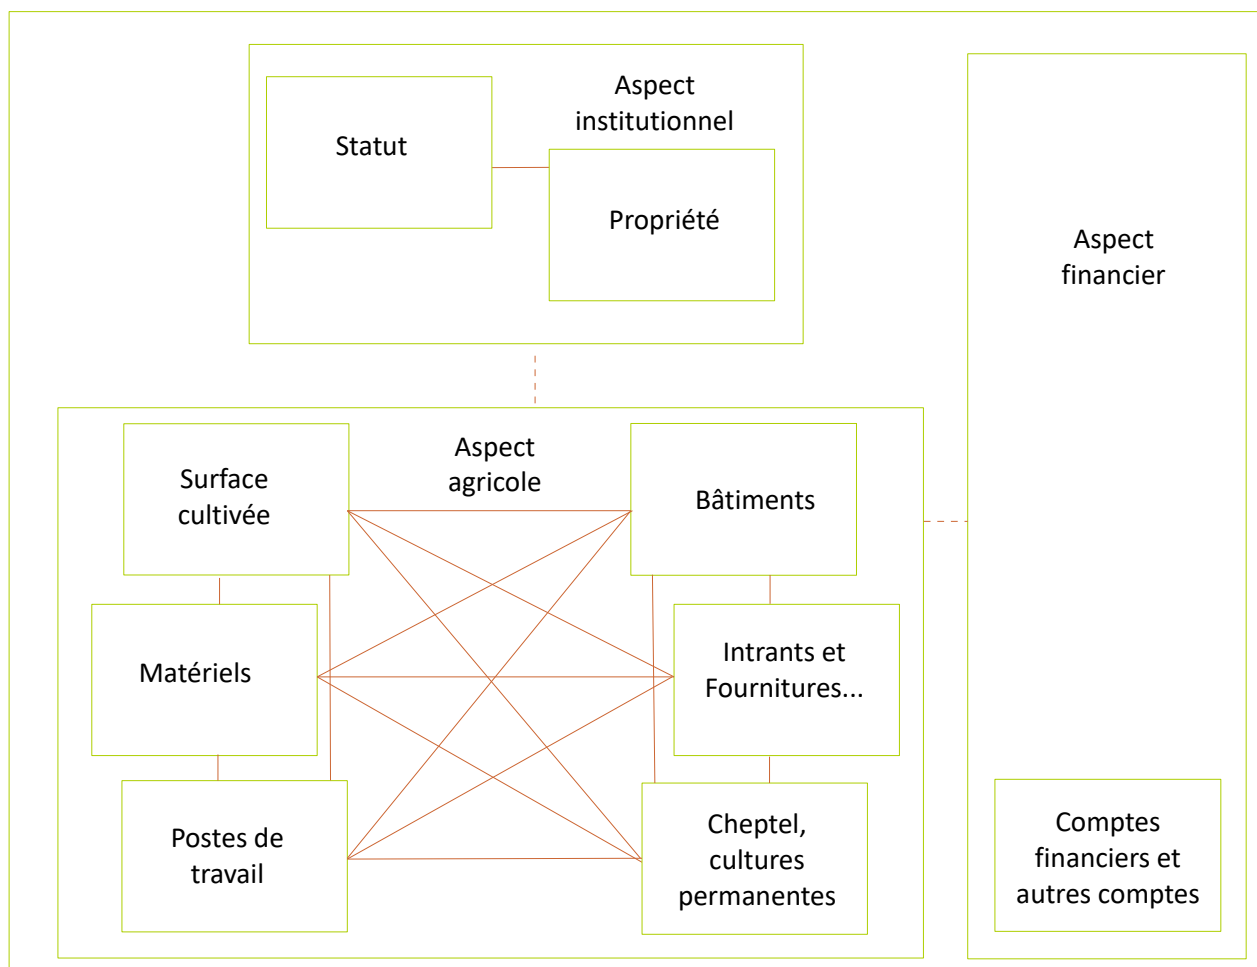 Aspect
institutionnel
Statut
Propriété
Aspect
financier
Aspect
agricole
Surface
cultivée
Bâtiments
Matériels
Intrants et
Fournitures...
Postes de
travail
Cheptel,
cultures
permanentes
Comptes
financiers et
autres comptes